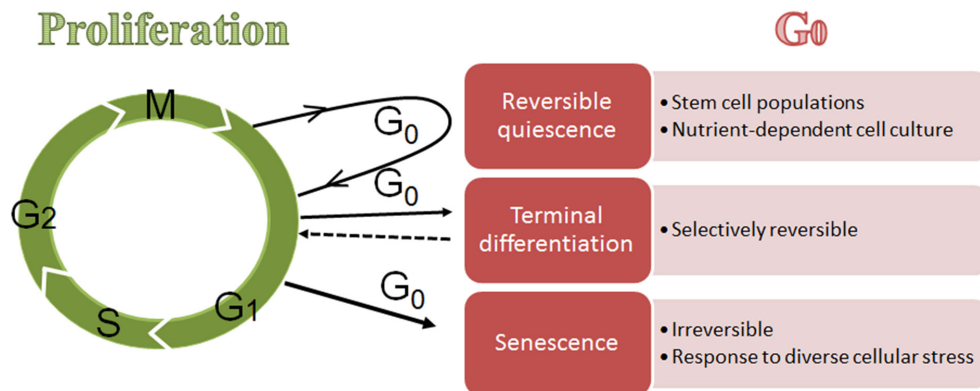 Proliferation
G0
M
G2
S
G1
G0
G0
G0
Reversible
quiescence
• Stem cell populations
• Nutrient-dependent cell culture
Terminal
differentiation
• Selectively reversible
Senescence
• Irreversible
• Response to diverse cellular stress